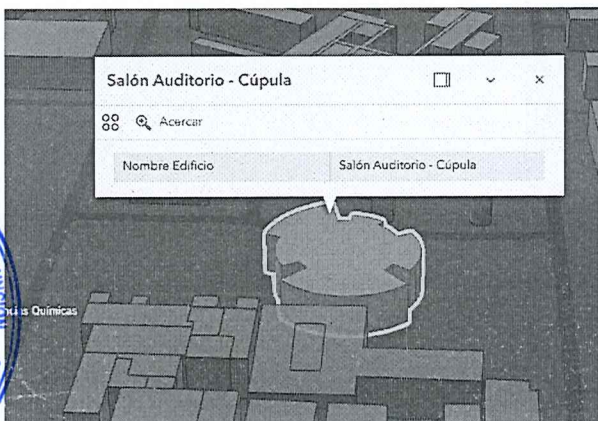 Salón Auditorio - Cúpula
Acercar
Nombre Edificio Salón Auditorio - Cúpula
Químicas